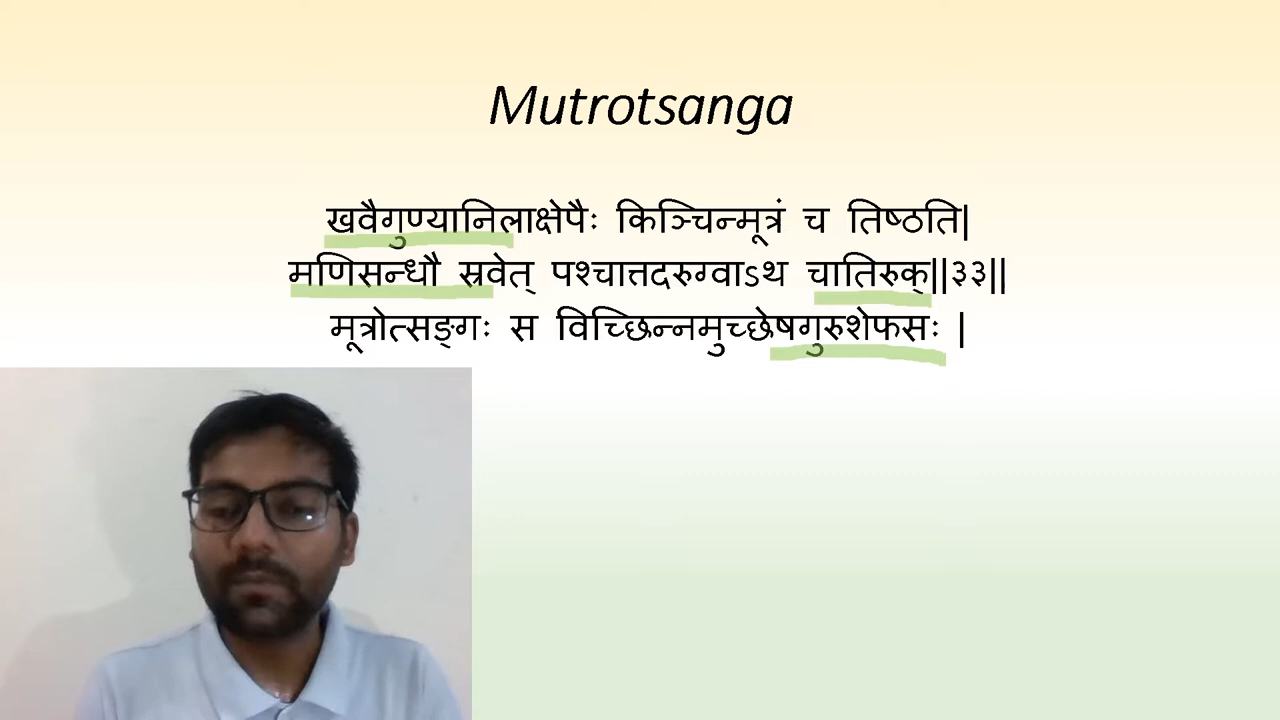 Mutrotsanga
खवैगुण्यानिलाक्षेपैः किञ्चिन्मूत्रं च तिष्ठति|
मणिसन्धौ स्रवेत् पश्चात्तदरुग्वाऽथ चातिरुक्||३३||
मूत्रोत्सङ्गः स विच्छिन्नमुच्छेषगुरुशेफसः |